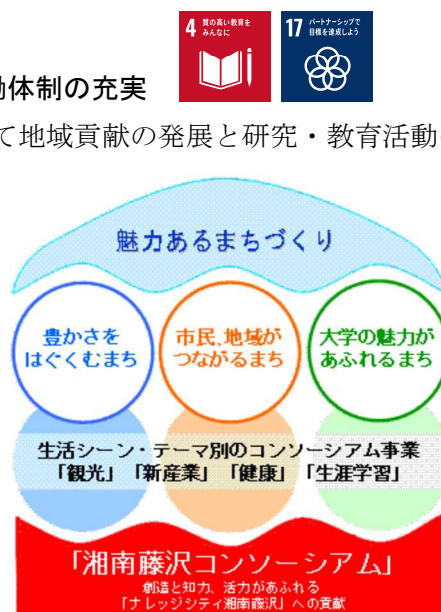 4 質の高い教育を
みんなに
17 パートナーシップで
目標を達成しよう
働体制の充実
て地域貢献の発展と研究・教育活動
魅力あるまちづくり
豊かさを
はぐくむまち
市民、地域が
つながるまち
大学の魅力が
あふれるまち
生活シーン・テーマ別のコンソーシアム事業
「観光」「新産業」「健康」「生涯学習」
「湘南藤沢コンソーシアム」
創造と知力、活力があふれる
「ナレッジシティ湘南藤沢」への貢献